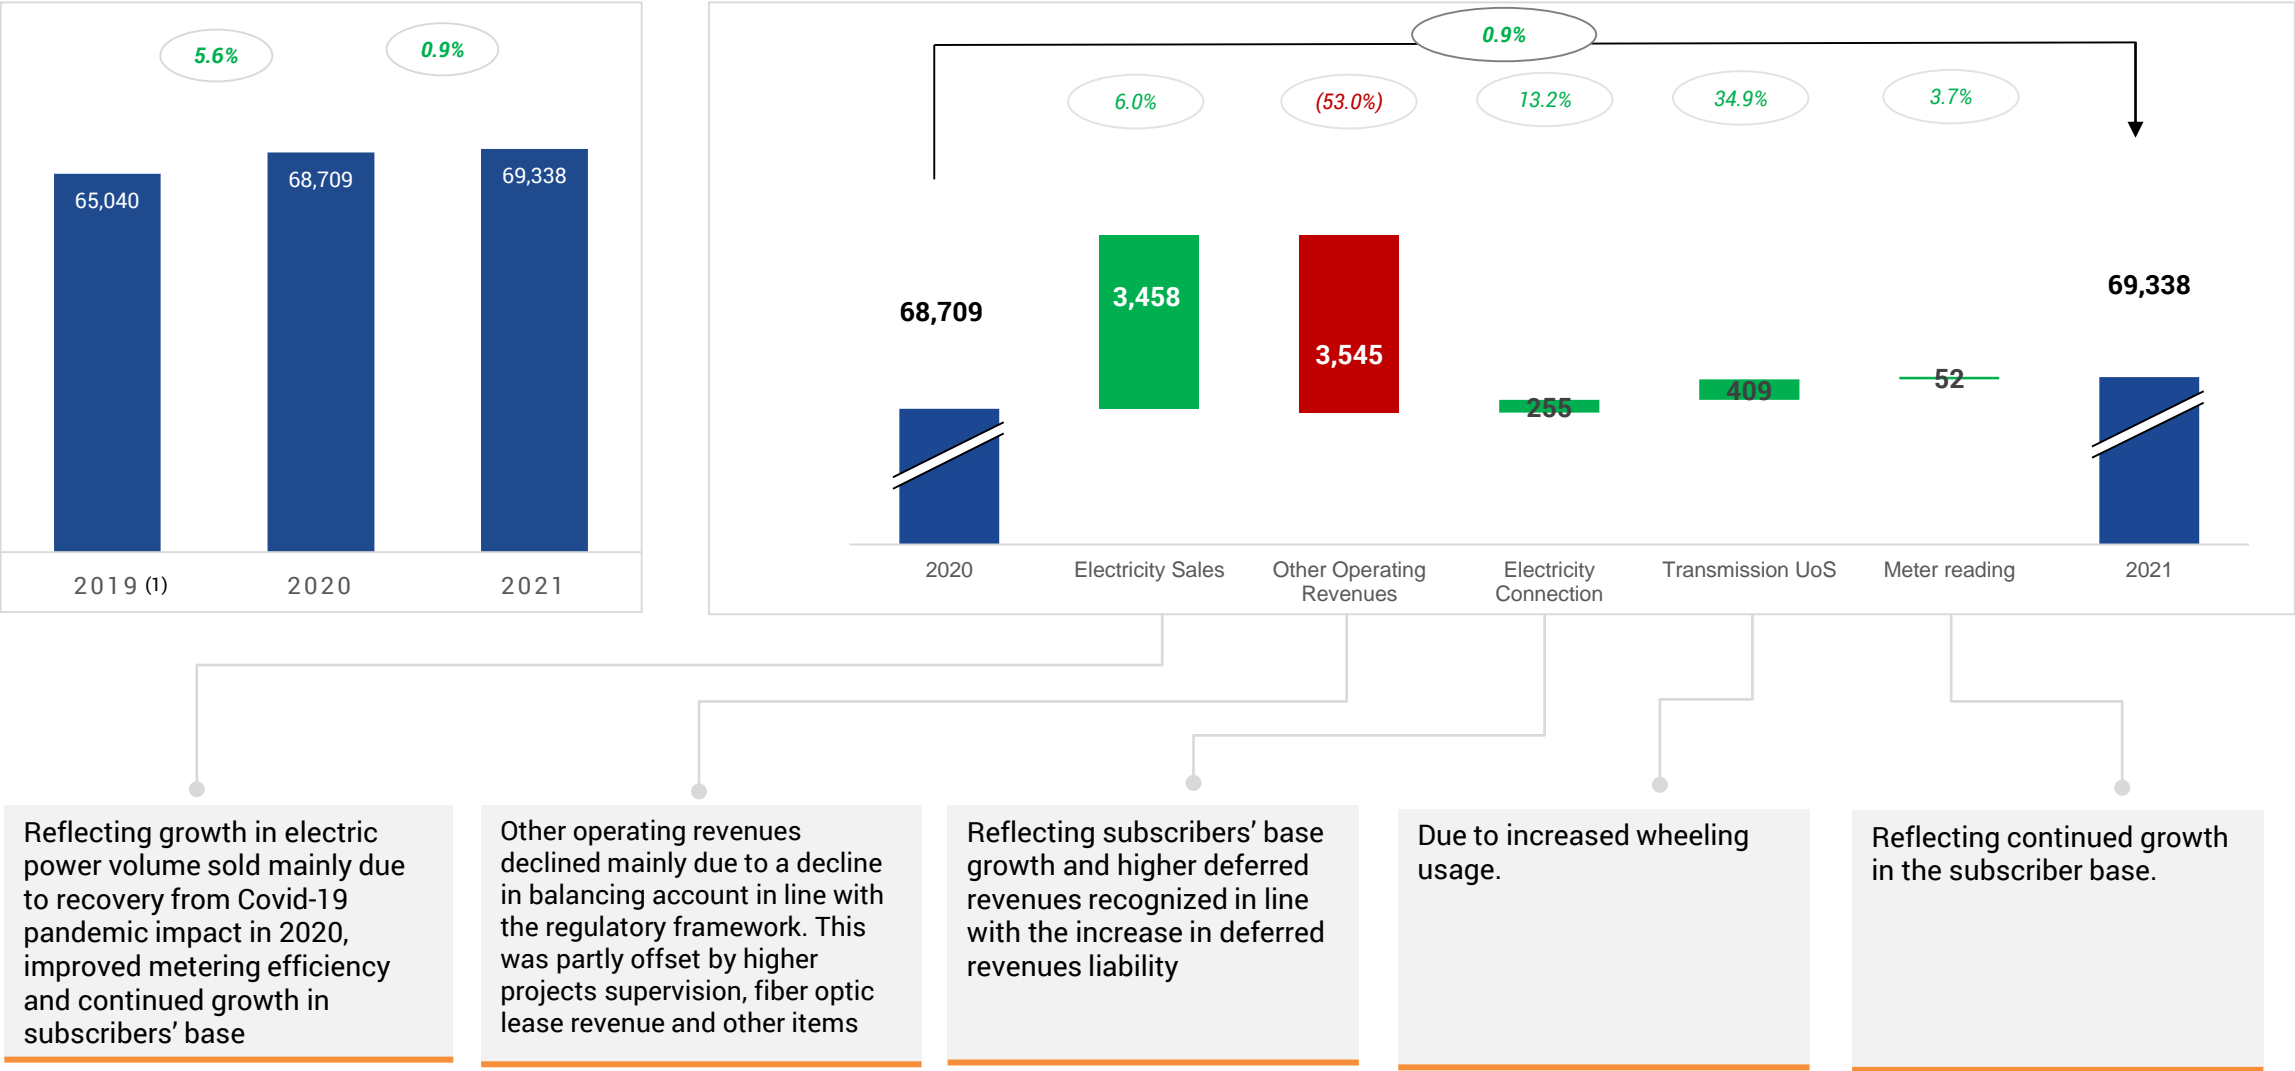 5.6%
0.9%
65,040
68,709
69,338
2019 (1)
2020
2021
0.9%
6.0%
(53.0%)
13.2%
34.9%
3.7%
68,709
3,458
3,545
255
409
52
69,338
2020
Electricity Sales
Other Operating
Revenues
Electricity
Connection
Transmission UoS
Meter reading
2021
Reflecting growth in electric
power volume sold mainly due
to recovery from Covid-19
pandemic impact in 2020,
improved metering efficiency
and continued growth in
subscribers’ base
Other operating revenues
declined mainly due to a decline
in balancing account in line with
the regulatory framework. This
was partly offset by higher
projects supervision, fiber optic
lease revenue and other items
Reflecting subscribers’ base
growth and higher deferred
revenues recognized in line
with the increase in deferred
revenues liability
Due to increased wheeling
usage.
Reflecting continued growth
in the subscriber base.